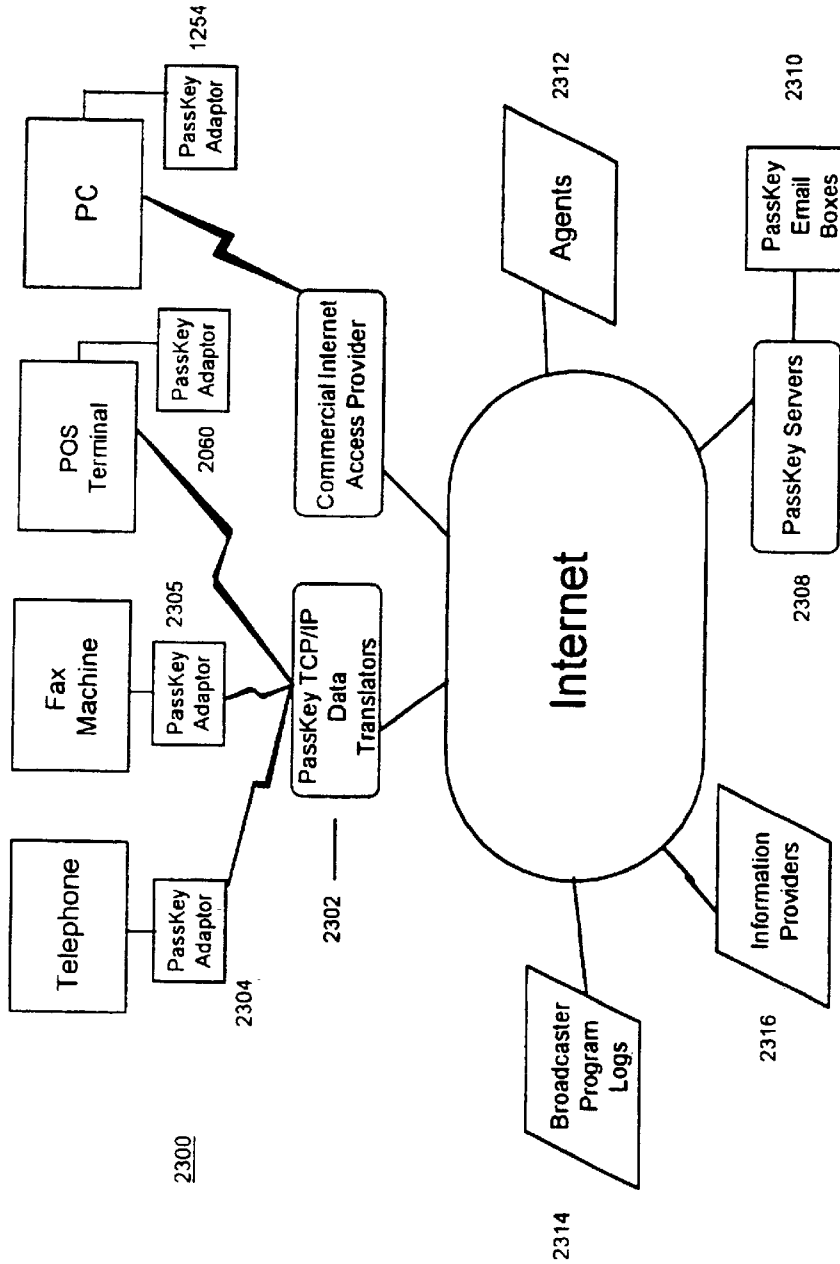 2300
Telephone
PassKey
Adaptor
2304
Fax
Machine
PassKey
Adaptor
2305
POS
Terminal
PassKey
Adaptor
2060
PC
PassKey
Adaptor
1254
2302
PassKey TCP/IP
Data
Translators
Commercial Internet
Access Provider
Internet
Agents
2312
Broadcaster
Program
Logs
2314
Information
Providers
2316
PassKey Servers
2308
PassKey
Email
Boxes
2310